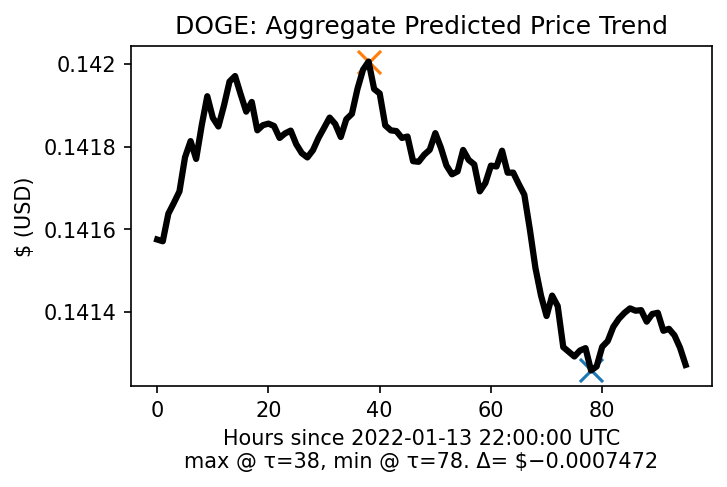 DOGE: Aggregate Predicted Price Trend
0.142
0.1418
0.1416
0.1414
$ (USD)
0 20 40 60 80
Hours since 2022-01-13 22:00:00 UTC
max @ τ=38, min @ τ=78. Δ= $−0.0007472